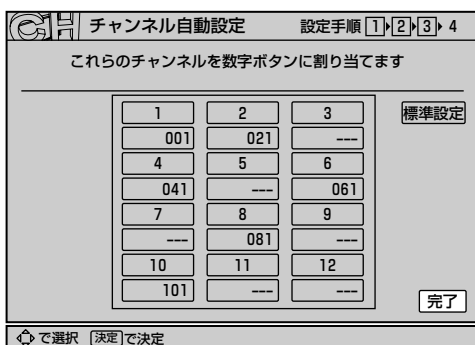 CH チャンネル自動設定 設定手順 1 2 3 4
これらのチャンネルを数字ボタンに割り当てます
標準設定
1 2 3
001 021 ---
4 5 6
041 --- 061
7 8 9
--- 081 ---
10 11 12
101 --- ---
完了
で選択 決定で決定